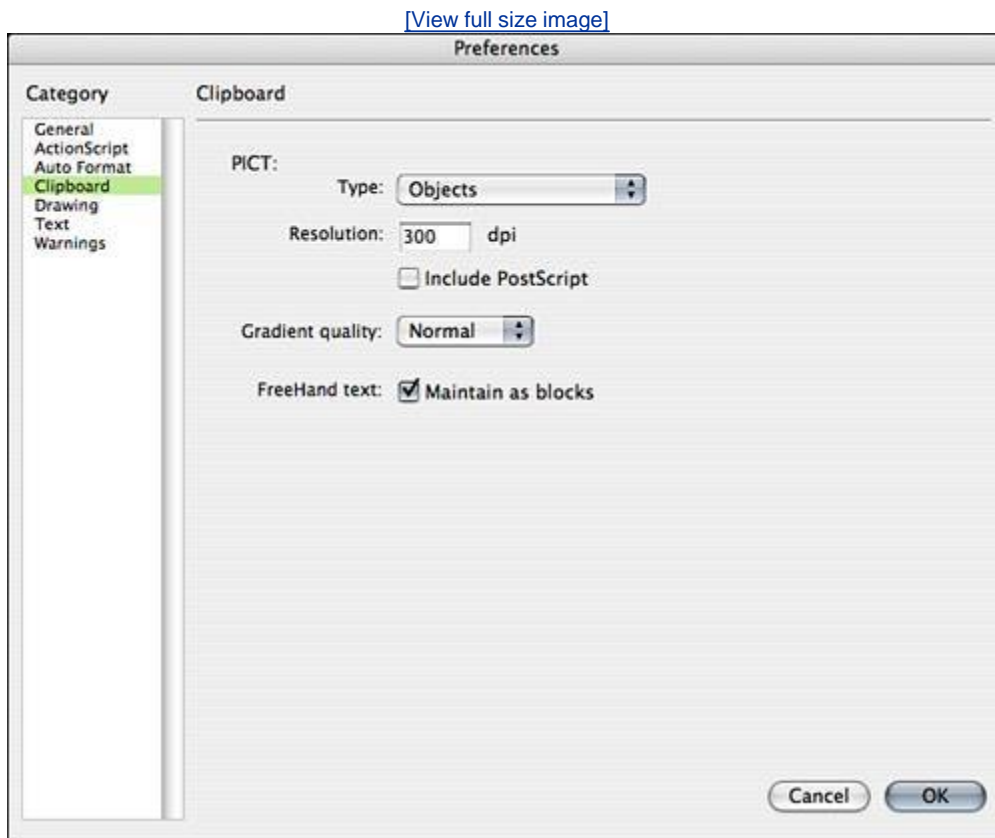 [View full size image]
Preferences
Category
General
ActionScript
Auto Format
Clipboard
Drawing
Text
Warnings
Clipboard
PICT:
Type: Objects
Resolution: 300 dpi
Include PostScript
Gradient quality: Normal
FreeHand text: Maintain as blocks
Cancel OK